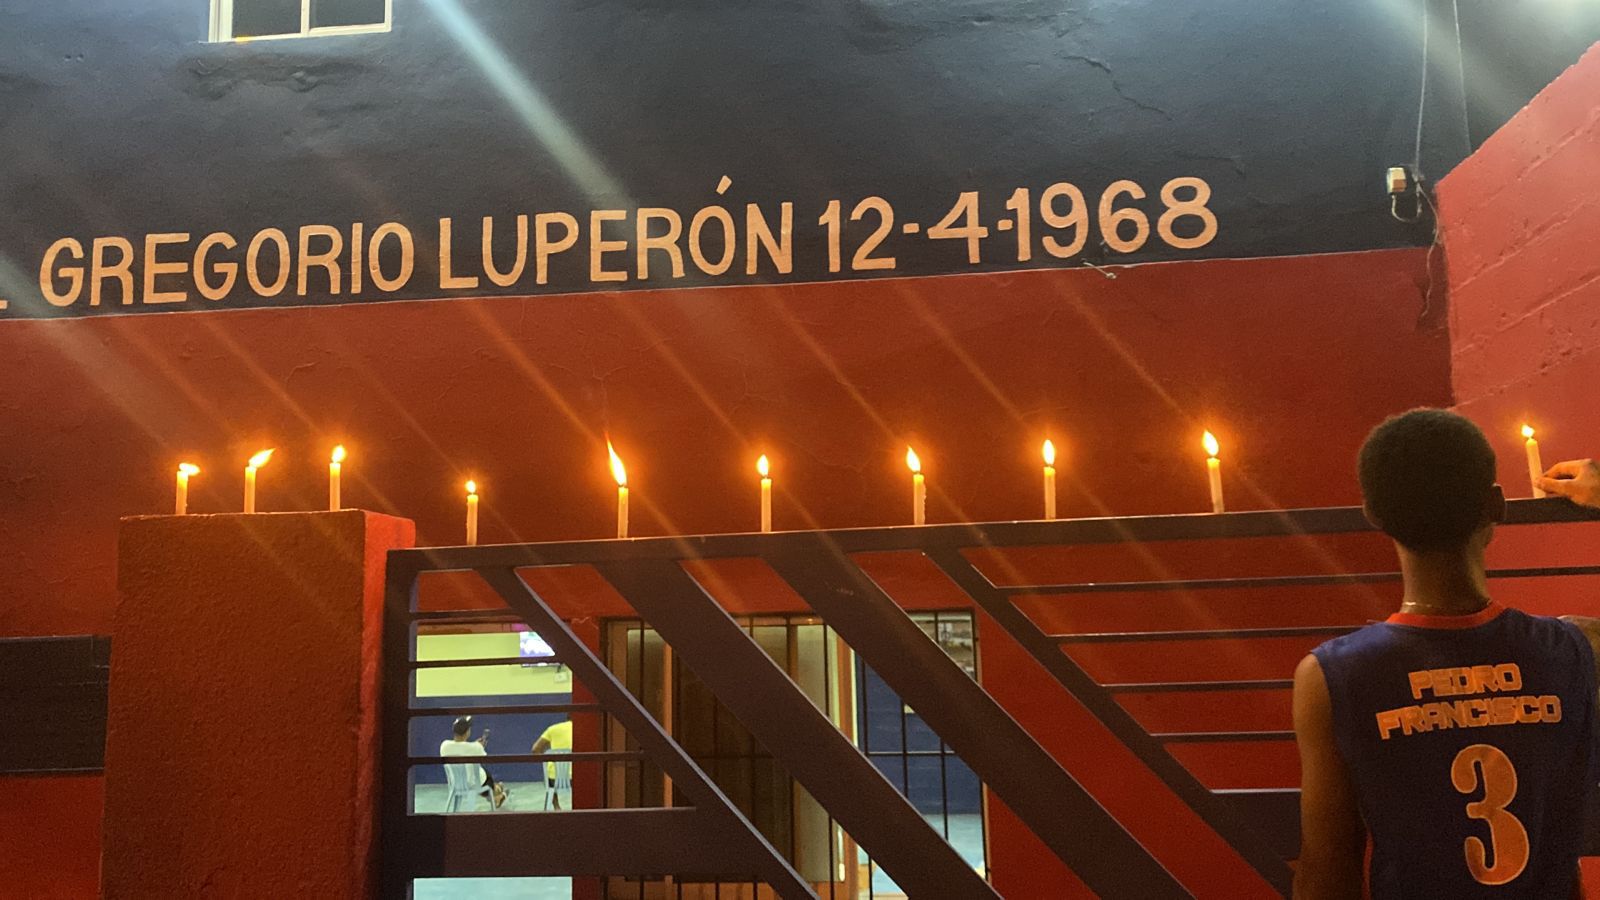 GREGORIO LUPERÓN 12-4-1968
PEDRO
FRANCISCO
3